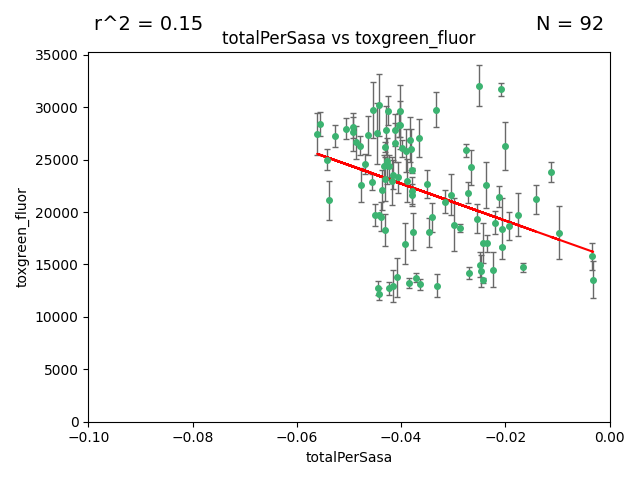 r^2 = 0.15 N = 92
totalPerSasa vs toxgreen_fluor
35000
30000
25000
20000
15000
10000
5000
0
toxgreen_fluor
−0.10 −0.08 −0.06 −0.04 −0.02 0.00
totalPerSasa